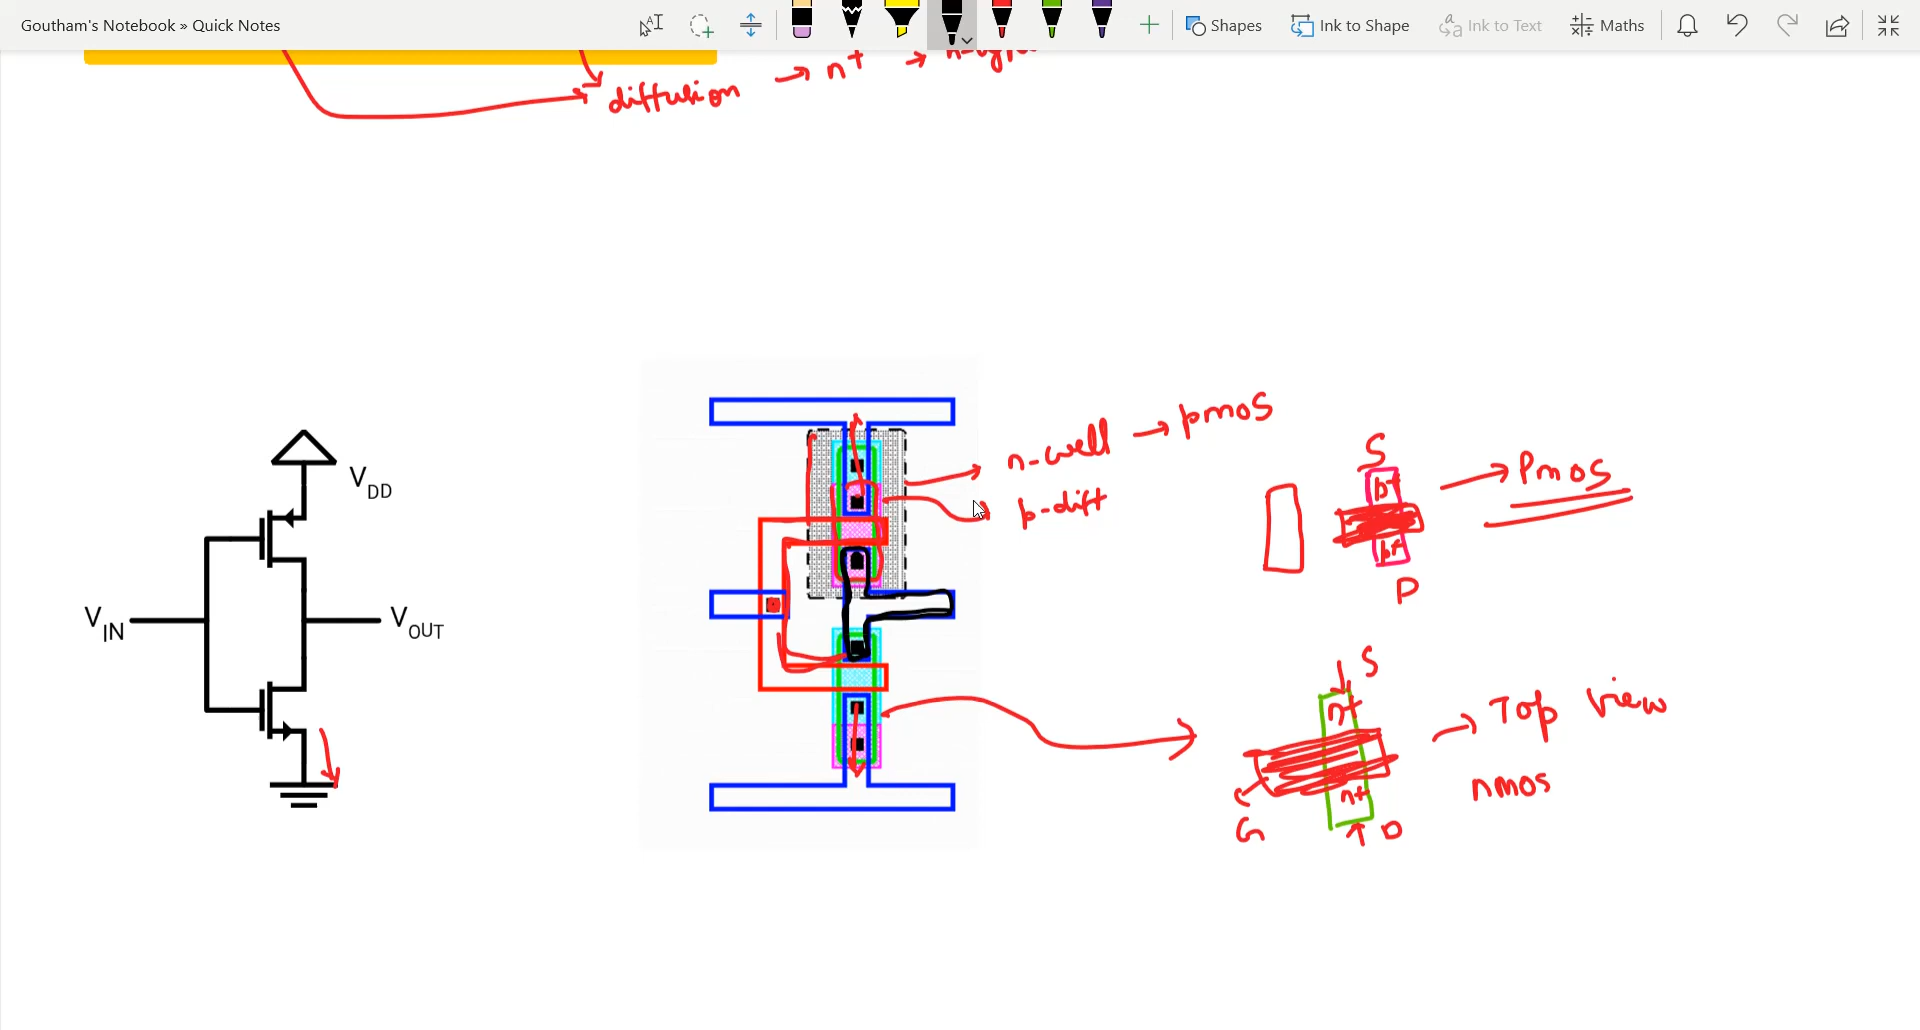 Goutham's Notebook » Quick Notes
Shapes
Ink to Shape
Ink to Text
Maths
diffusion → n+ →
n-well → pmos
p-diff
VDD
VIN
VOUT
S
p+
p+
D
→ Pmos
S
n+
n+
G
D
→ Top view
nmos